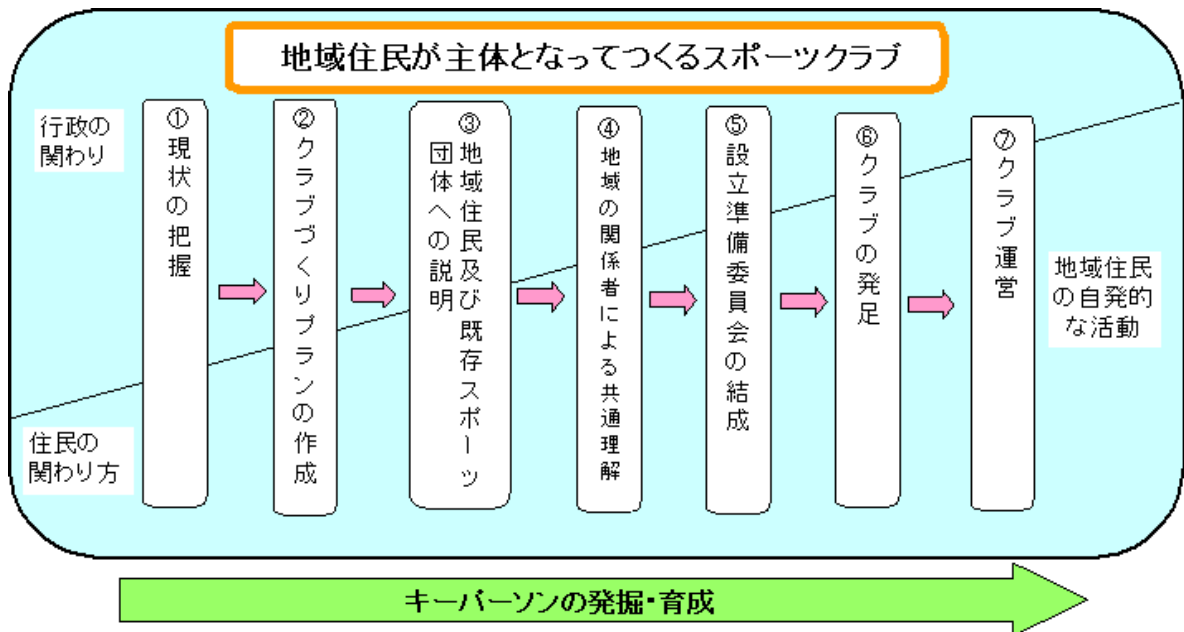 地域住民が主体となってつくるスポーツクラブ
行政の
関わり
①現状の把握
②クラブづくりプランの作成
③地域住民及び既存スポーツ
団体への説明
④地域の関係者による共通理解
⑤設立準備委員会の結成
⑥クラブの発足
⑦クラブ運営
地域住民
の自発的
な活動
住民の
関わり方
キーパーソンの発掘・育成